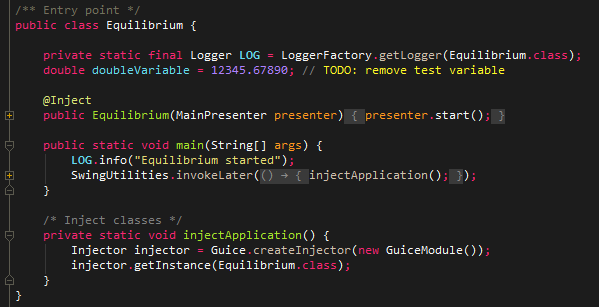 /** Entry point */
public class Equilibrium {
private static final Logger LOG = LoggerFactory.getLogger(Equilibrium.class);
double doubleVariable = 12345.67890; // TODO: remove test variable
@Inject
public Equilibrium(MainPresenter presenter) { presenter.start(); }
public static void main(String[] args) {
LOG.info("Equilibrium started");
SwingUtilities.invokeLater(() → { injectApplication(); });
}
/* Inject classes */
private static void injectApplication() {
Injector injector = Guice.createInjector(new GuiceModule());
injector.getInstance(Equilibrium.class);
}
}